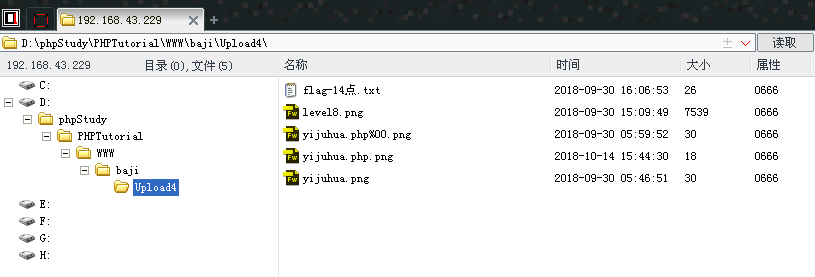 192.168.43.229
D:\phpStudy\PHPTutorial\WWW\baji\Upload4\ 读取
192.168.43.229 目录(0),文件(5) 名称 时间 大小 属性
C:
D:
phpStudy
PHPTutorial
WWW
baji
Upload4
E:
F:
G:
H:
flag-14点.txt 2018-09-30 16:06:53 26 0666
level8.png 2018-09-30 15:09:49 7539 0666
yijuhua.php%00.png 2018-09-30 05:59:52 30 0666
yijuhua.php.png 2018-10-14 15:44:30 18 0666
yijuhua.png 2018-09-30 05:46:51 30 0666